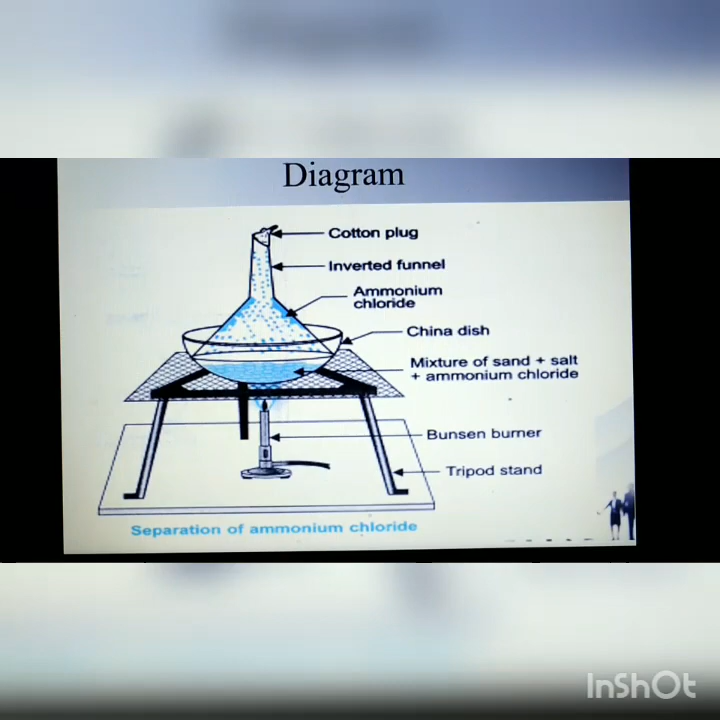 Diagram
Cotton plug
Inverted funnel
Ammonium
chloride
China dish
Mixture of sand + salt
+ ammonium chloride
Bunsen burner
Tripod stand
Separation of ammonium chloride
InShOt